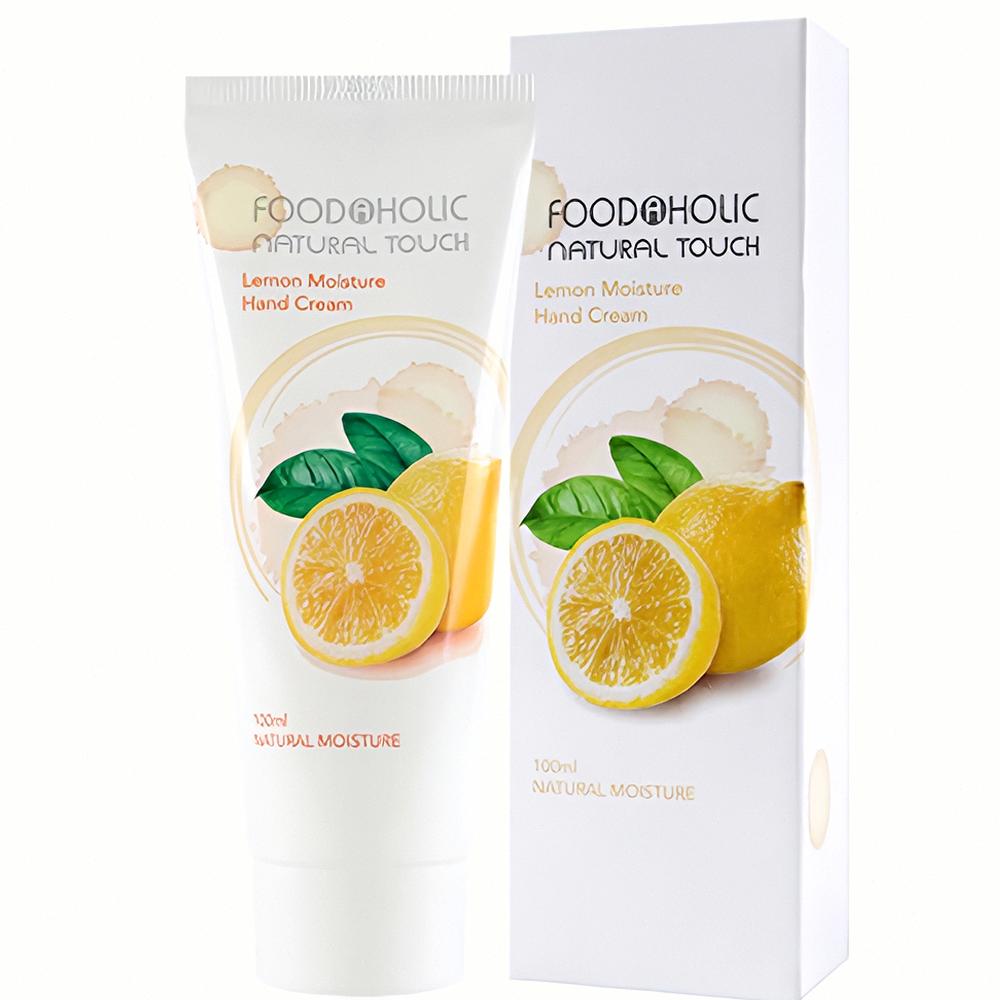 FOODAHOLIC
NATURAL TOUCH
Lemon Moisture
Hand Cream
100ml
NATURAL MOISTURE
FOODAHOLIC
NATURAL TOUCH
Lemon Moisture
Hand Cream
100ml
NATURAL MOISTURE